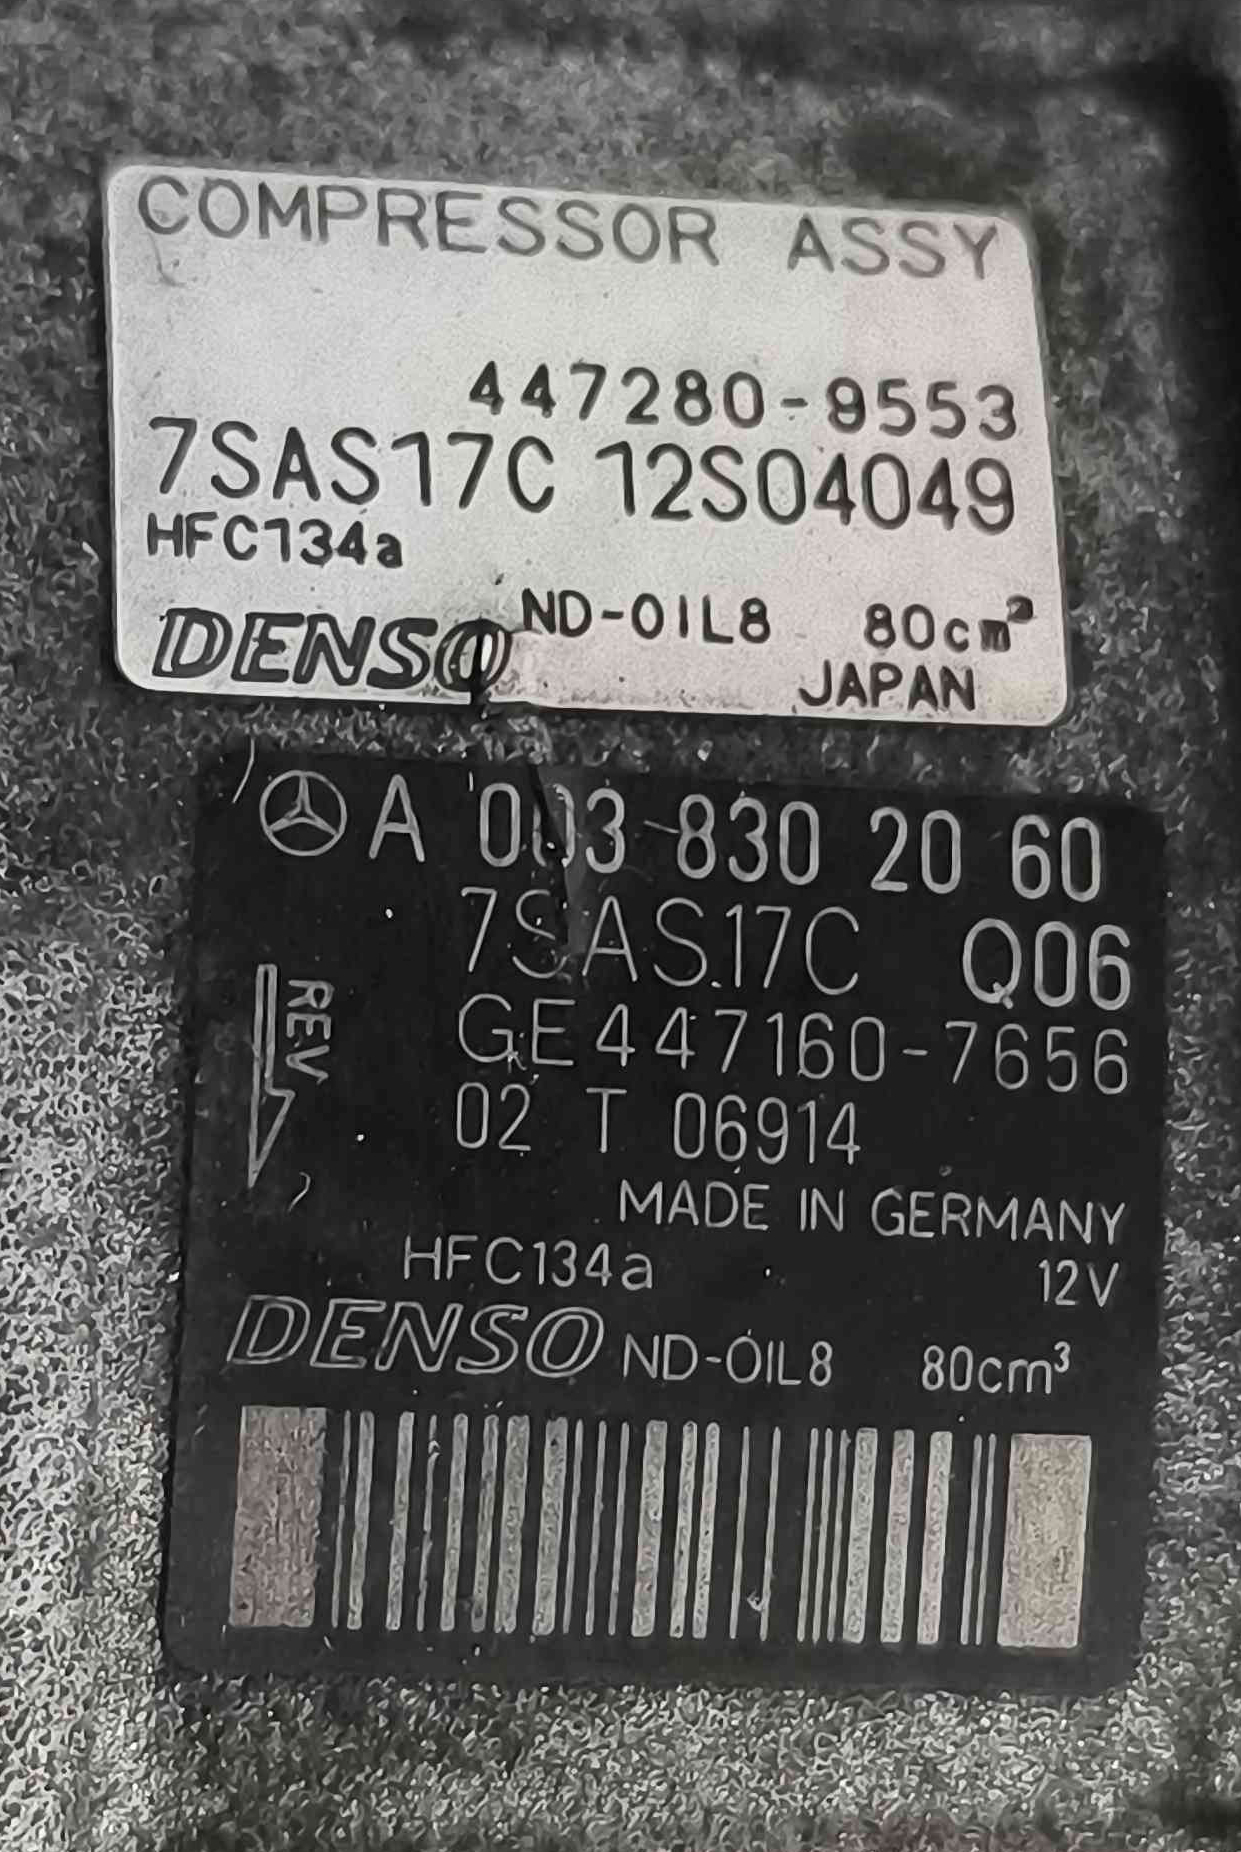 COMPRESSOR ASSY
447280-9553
7SAS17C 12S04049
HFC134a
ND-OIL8 80cm³
DENSO
JAPAN
A 003 830 20 60
7SAS17C Q06
REV
GE447160-7656
02 T 06914
MADE IN GERMANY
HFC134a 12V
DENSO ND-OIL8 80cm³